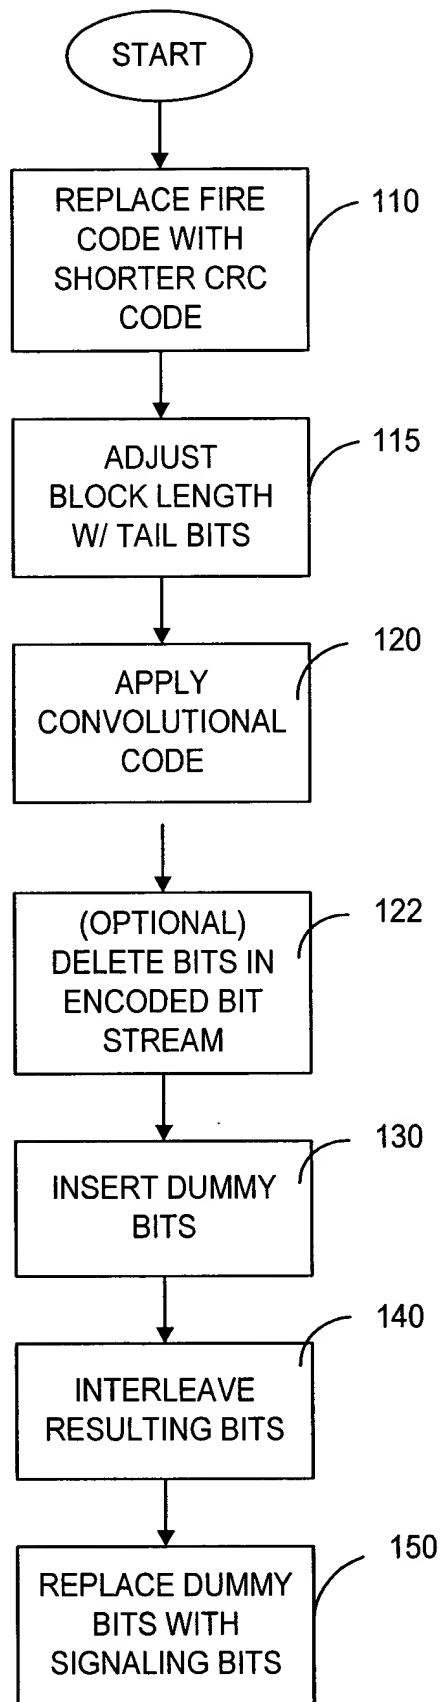 START
REPLACE FIRE
CODE WITH
SHORTER CRC
CODE
110
ADJUST
BLOCK LENGTH
W/ TAIL BITS
115
APPLY
CONVOLUTIONAL
CODE
120
(OPTIONAL)
DELETE BITS IN
ENCODED BIT
STREAM
122
INSERT DUMMY
BITS
130
INTERLEAVE
RESULTING BITS
140
REPLACE DUMMY
BITS WITH
SIGNALING BITS
150